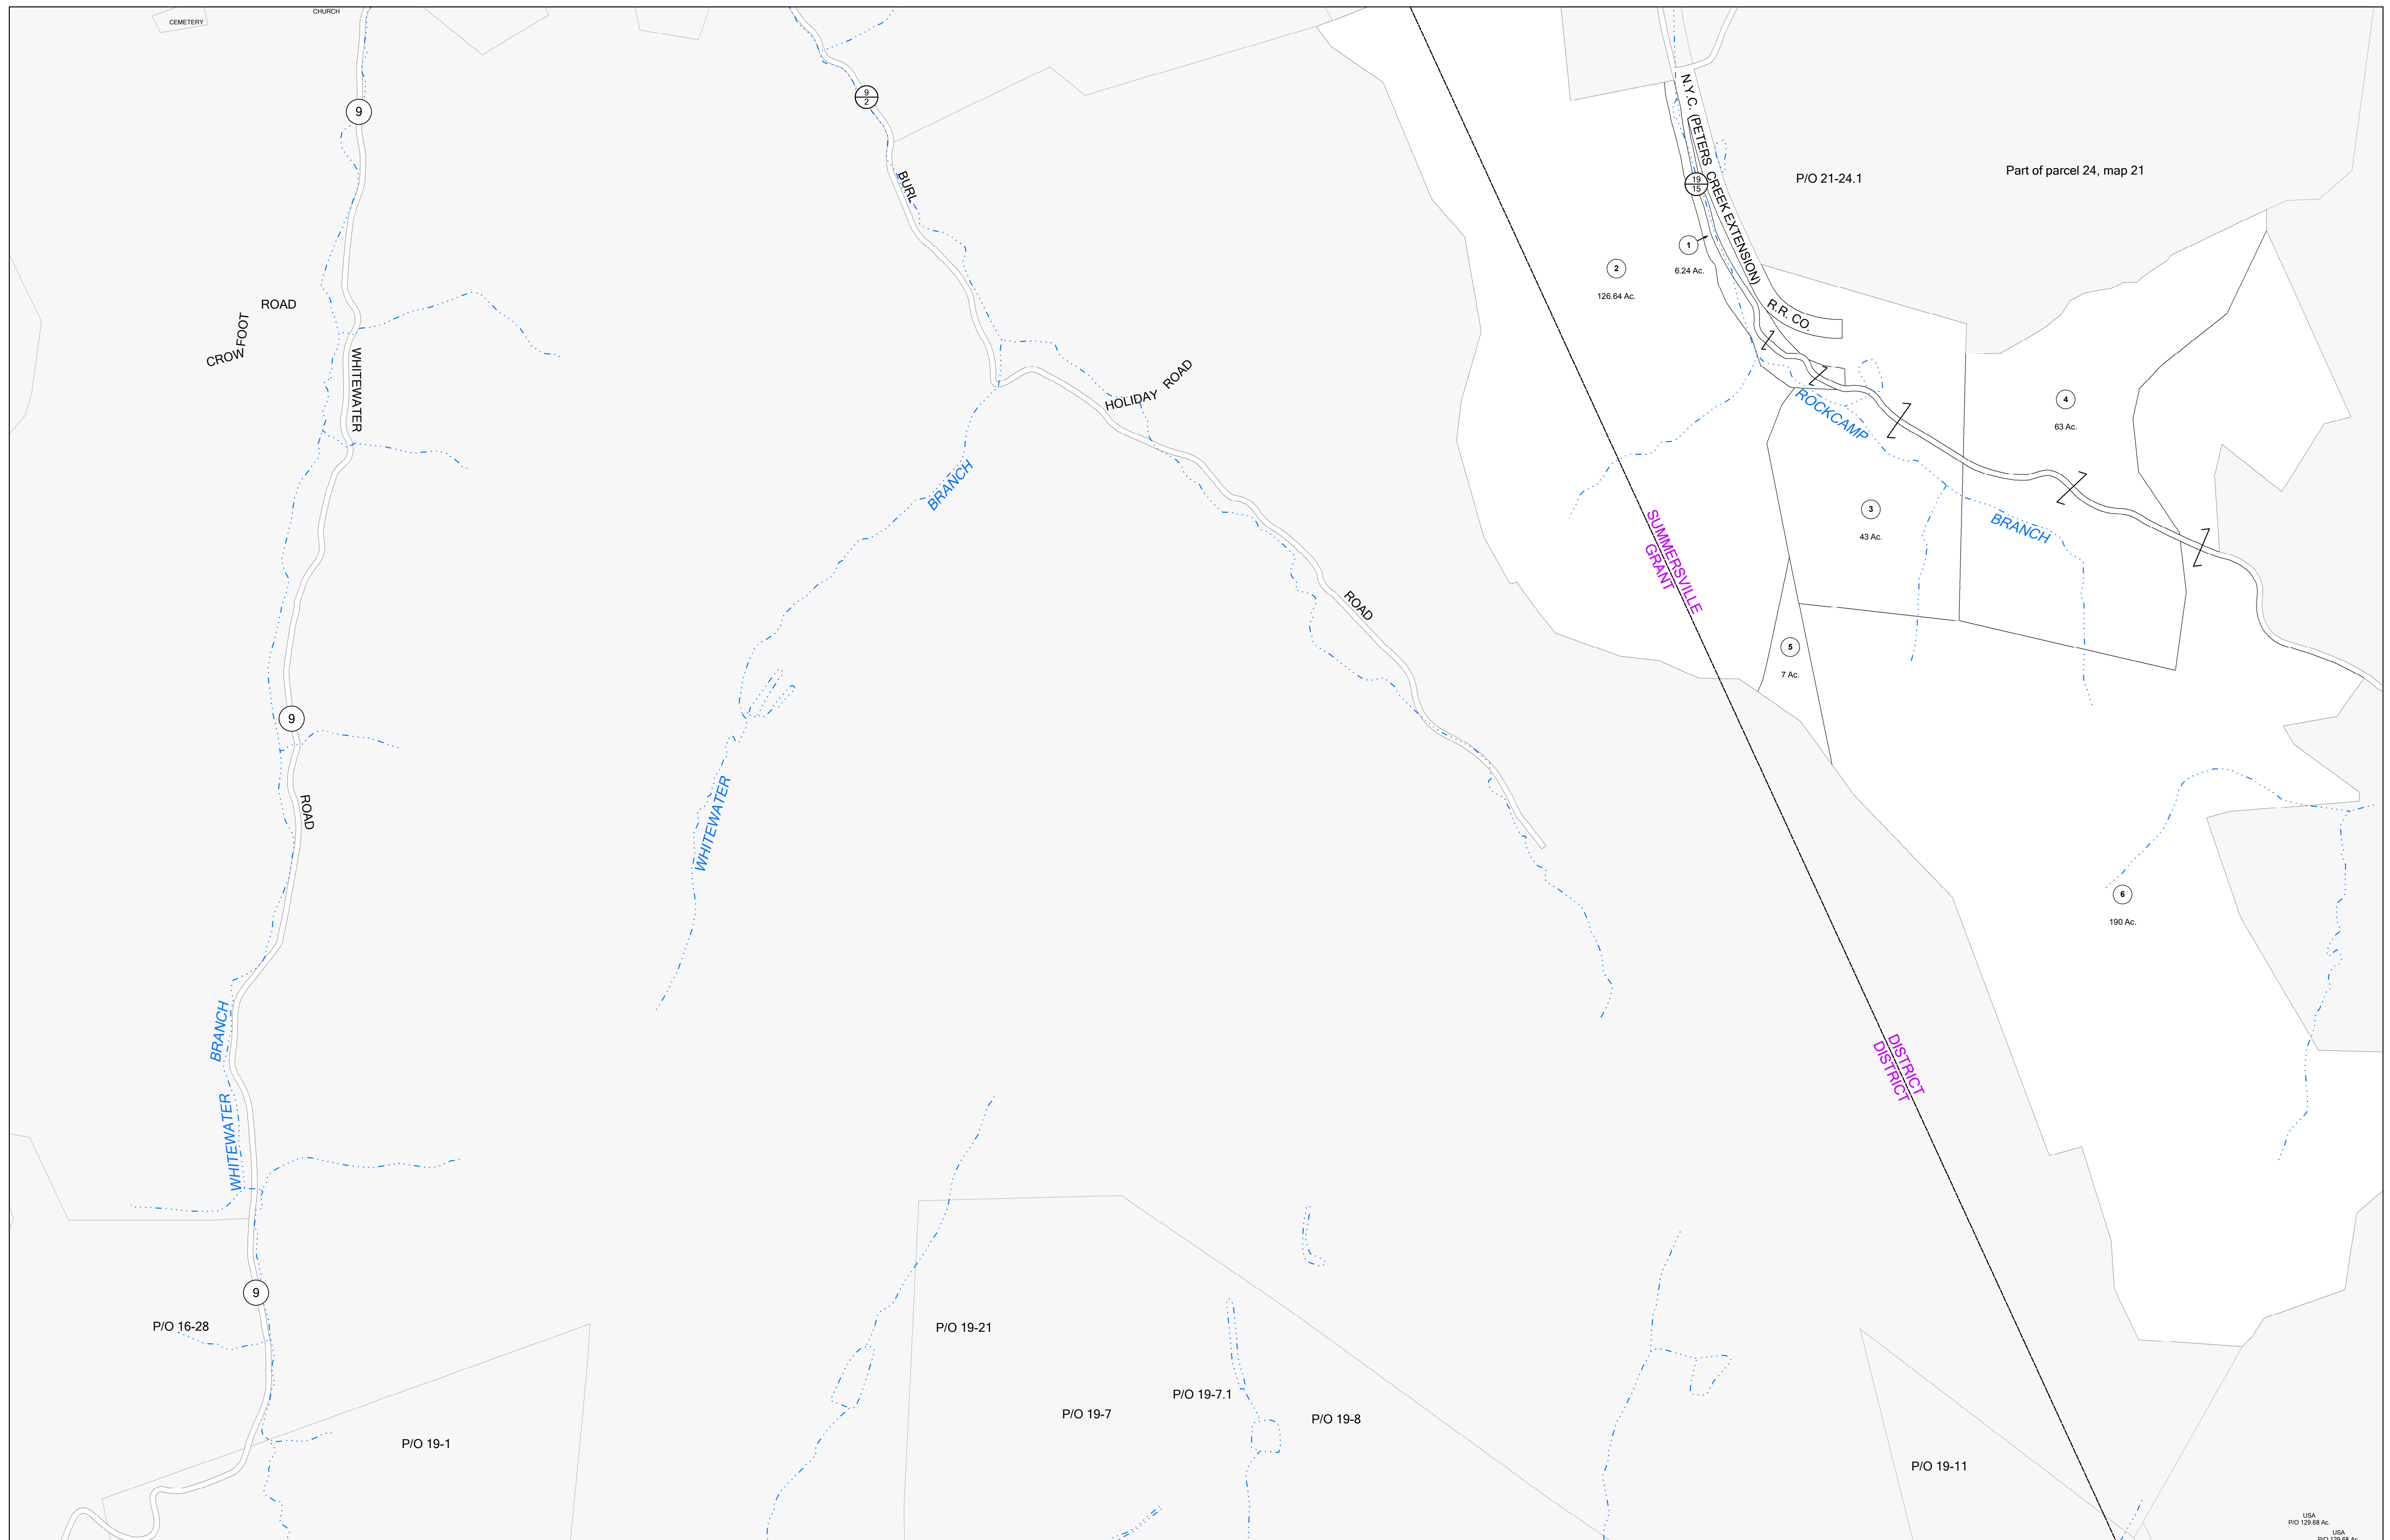 CHURCH
CEMETERY
9
9
2
BURL
N.Y.C. (PETERS CREEK EXTENSION)
R.R. CO.
P/O 21-24.1
Part of parcel 24, map 21
19
15
1
6.24 Ac.
2
126.64 Ac.
CROW FOOT ROAD
WHITEWATER
HOLIDAY ROAD
ROCKCAMP
4
63 Ac.
BRANCH
3
43 Ac.
BRANCH
SUMMERSVILLE
GRANT
ROAD
5
7 Ac.
9
ROAD
WHITEWATER
6
190 Ac.
BRANCH
WHITEWATER
DISTRICT
DISTRICT
9
P/O 16-28
P/O 19-21
P/O 19-7.1
P/O 19-7
P/O 19-8
P/O 19-1
P/O 19-11
USA
P/O 129.68 Ac.
USA
P/O 129.68 Ac.